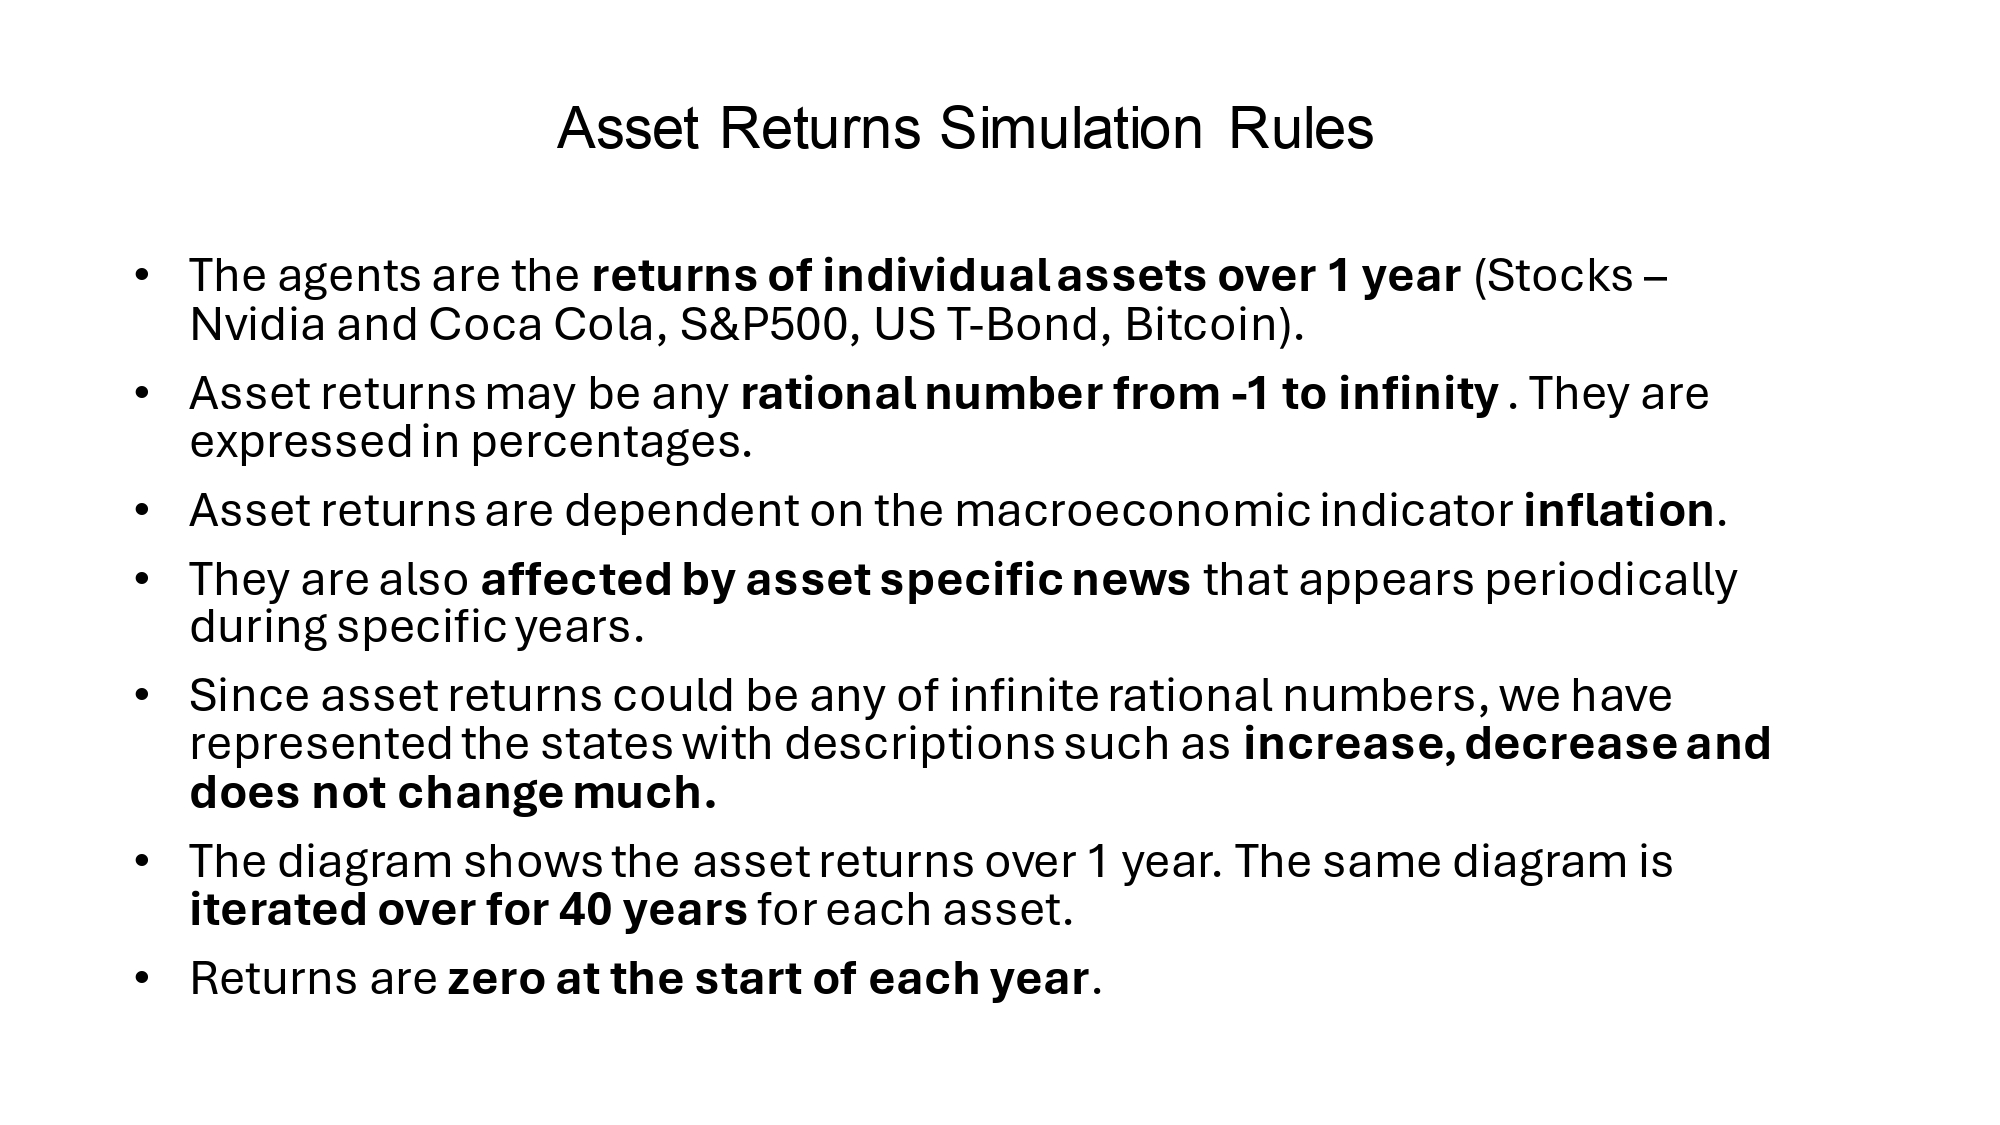 Asset Returns Simulation Rules
• The agents are the returns of individual assets over 1 year (Stocks –
Nvidia and Coca Cola, S&P500, US T-Bond, Bitcoin).
• Asset returns may be any rational number from -1 to infinity . They are
expressed in percentages.
• Asset returns are dependent on the macroeconomic indicator inflation.
• They are also affected by asset specific news that appears periodically
during specific years.
• Since asset returns could be any of infinite rational numbers, we have
represented the states with descriptions such as increase, decrease and
does not change much.
• The diagram shows the asset returns over 1 year. The same diagram is
iterated over for 40 years for each asset.
• Returns are zero at the start of each year.